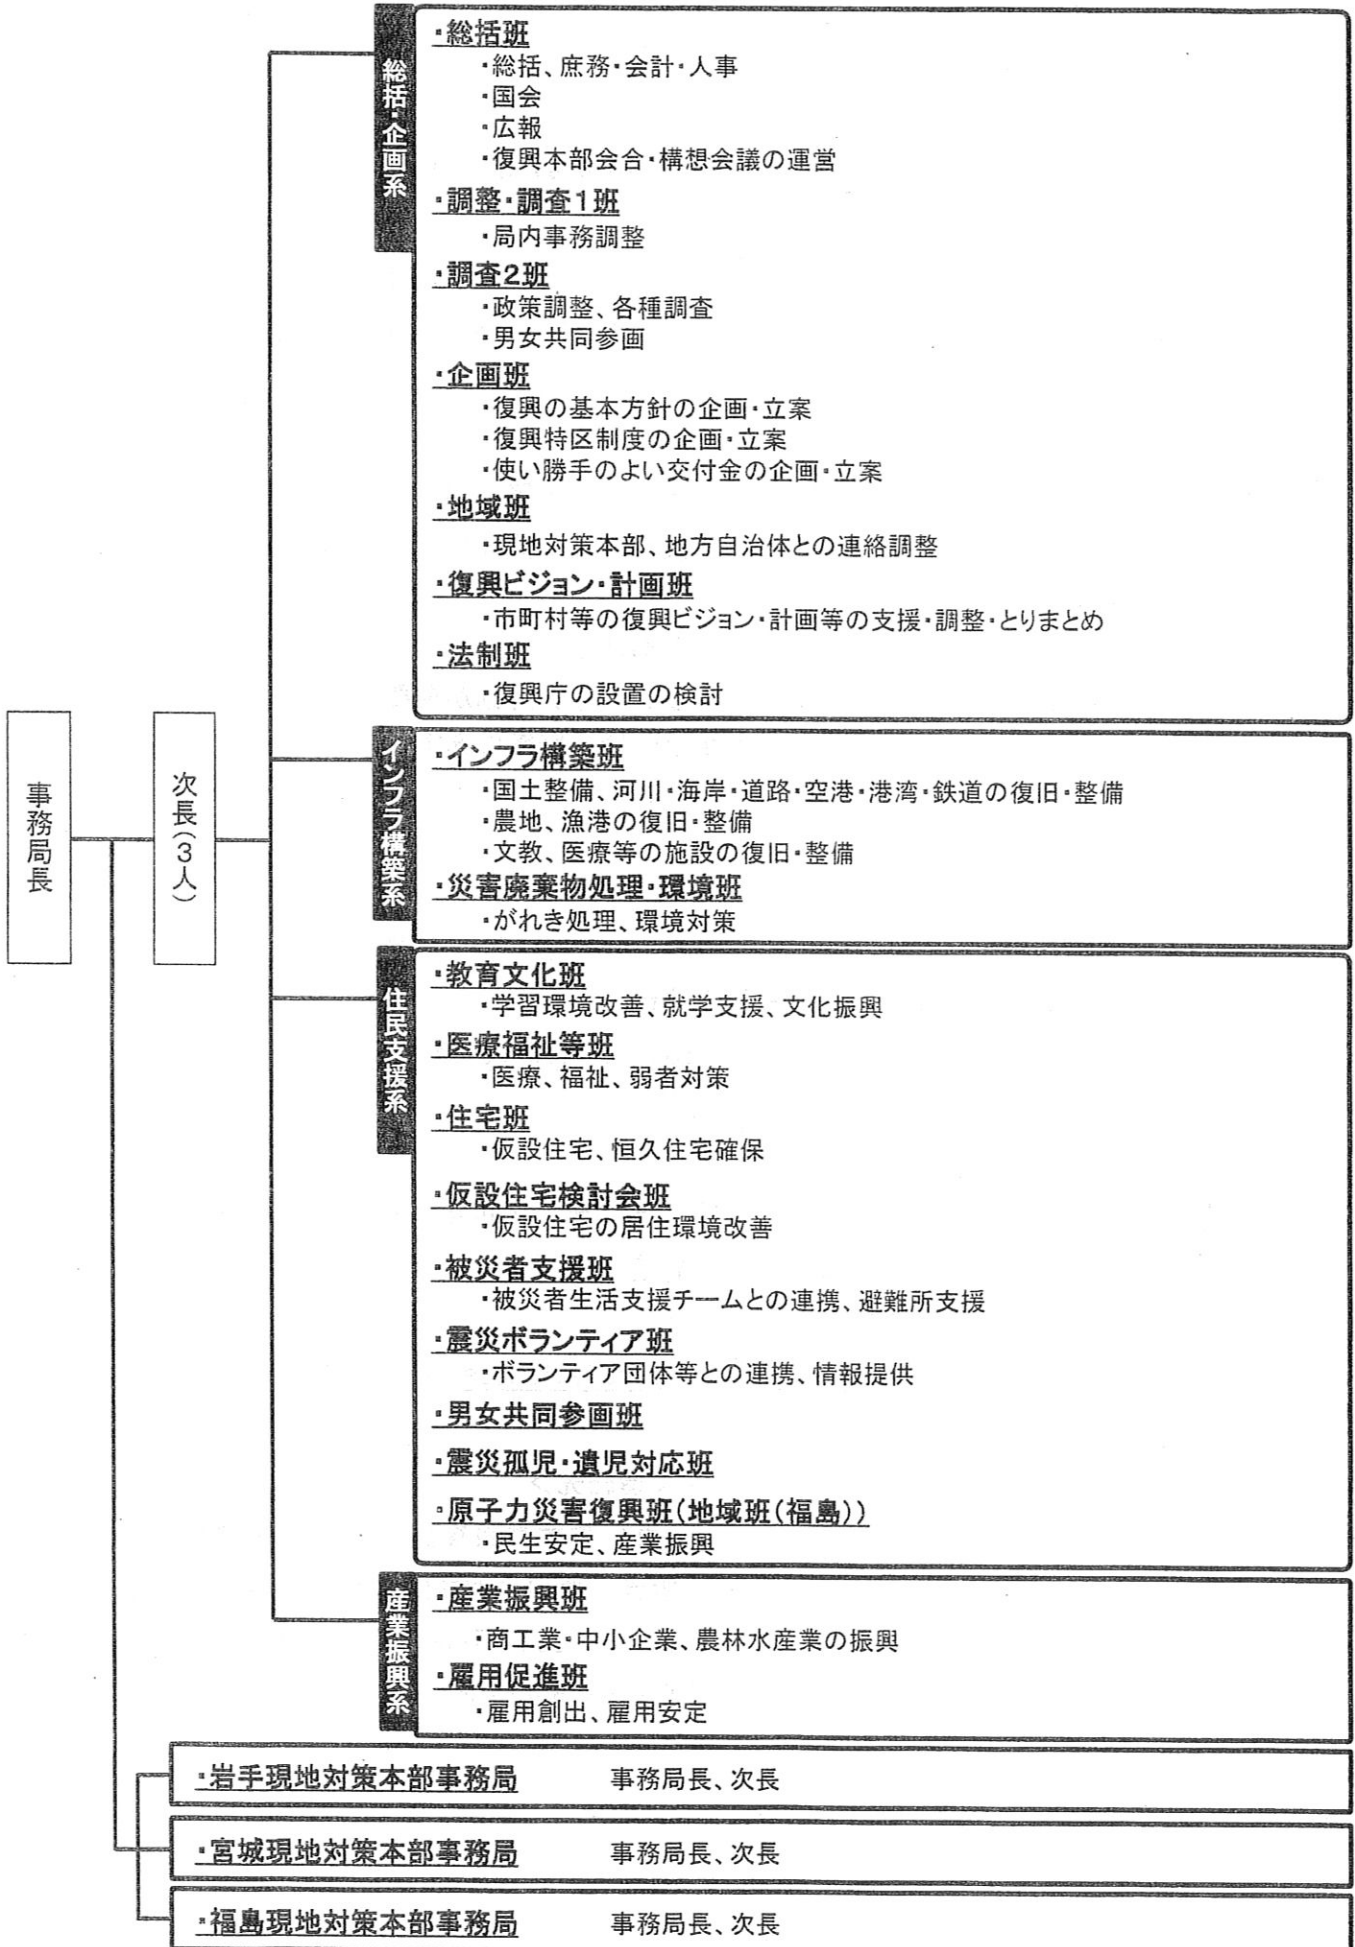 事務局長
次長(3人)
総括・企画系
・総括班
・総括、庶務・会計・人事
・国会
・広報
・復興本部会合・構想会議の運営
・調整・調査1班
・局内事務調整
・調査2班
・政策調整、各種調査
・男女共同参画
・企画班
・復興の基本方針の企画・立案
・復興特区制度の企画・立案
・使い勝手のよい交付金の企画・立案
・地域班
・現地対策本部、地方自治体との連絡調整
・復興ビジョン・計画班
・市町村等の復興ビジョン・計画等の支援・調整・とりまとめ
・法制班
・復興庁の設置の検討
インフラ構築系
・インフラ構築班
・国土整備、河川・海岸・道路・空港・港湾・鉄道の復旧・整備
・農地、漁港の復旧・整備
・文教、医療等の施設の復旧・整備
・災害廃棄物処理・環境班
・がれき処理、環境対策
住民支援系
・教育文化班
・学習環境改善、就学支援、文化振興
・医療福祉等班
・医療、福祉、弱者対策
・住宅班
・仮設住宅、恒久住宅確保
・仮設住宅検討会班
・仮設住宅の居住環境改善
・被災者支援班
・被災者生活支援チームとの連携、避難所支援
・震災ボランティア班
・ボランティア団体等との連携、情報提供
・男女共同参画班
・震災孤児・遺児対応班
・原子力災害復興班(地域班(福島))
・民生安定、産業振興
産業振興系
・産業振興班
・商工業・中小企業、農林水産業の振興
・雇用促進班
・雇用創出、雇用安定
・岩手現地対策本部事務局 事務局長、次長
・宮城現地対策本部事務局 事務局長、次長
・福島現地対策本部事務局 事務局長、次長